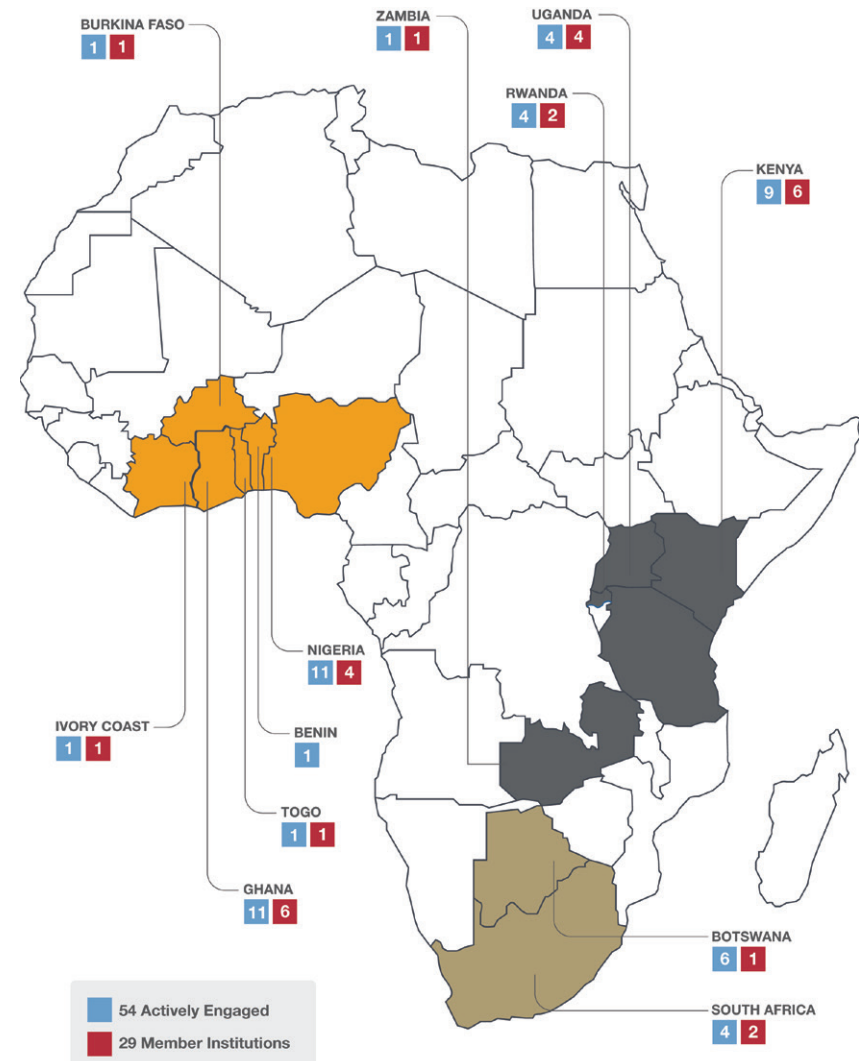 BURKINA FASO
1 1
ZAMBIA
1 1
UGANDA
4 4
RWANDA
4 2
KENYA
9 6
NIGERIA
11 4
IVORY COAST
1 1
BENIN
1
TOGO
1 1
GHANA
11 6
BOTSWANA
6 1
SOUTH AFRICA
4 2
54 Actively Engaged
29 Member Institutions